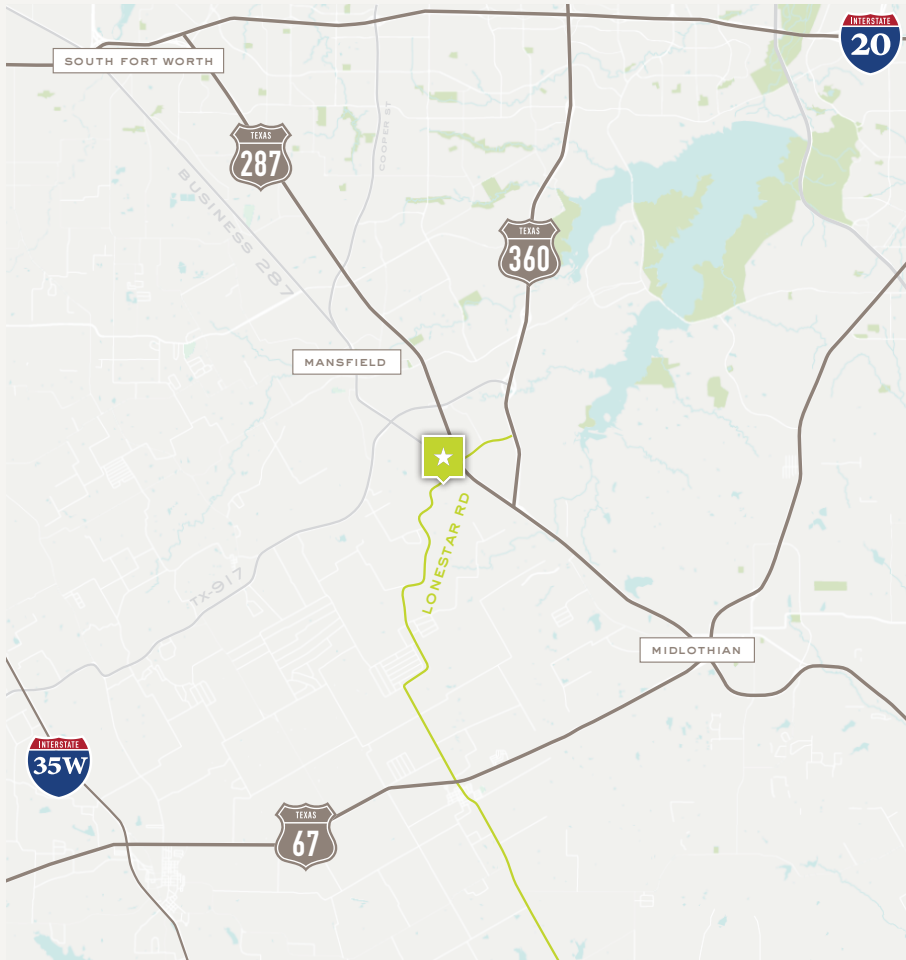 INTERSTATE
20
SOUTH FORT WORTH
TEXAS
287
COOPER ST
BUSINESS 287
TEXAS
360
MANSFIELD
LONESTAR RD
TX-917
MIDLOTHIAN
INTERSTATE
35W
TEXAS
67